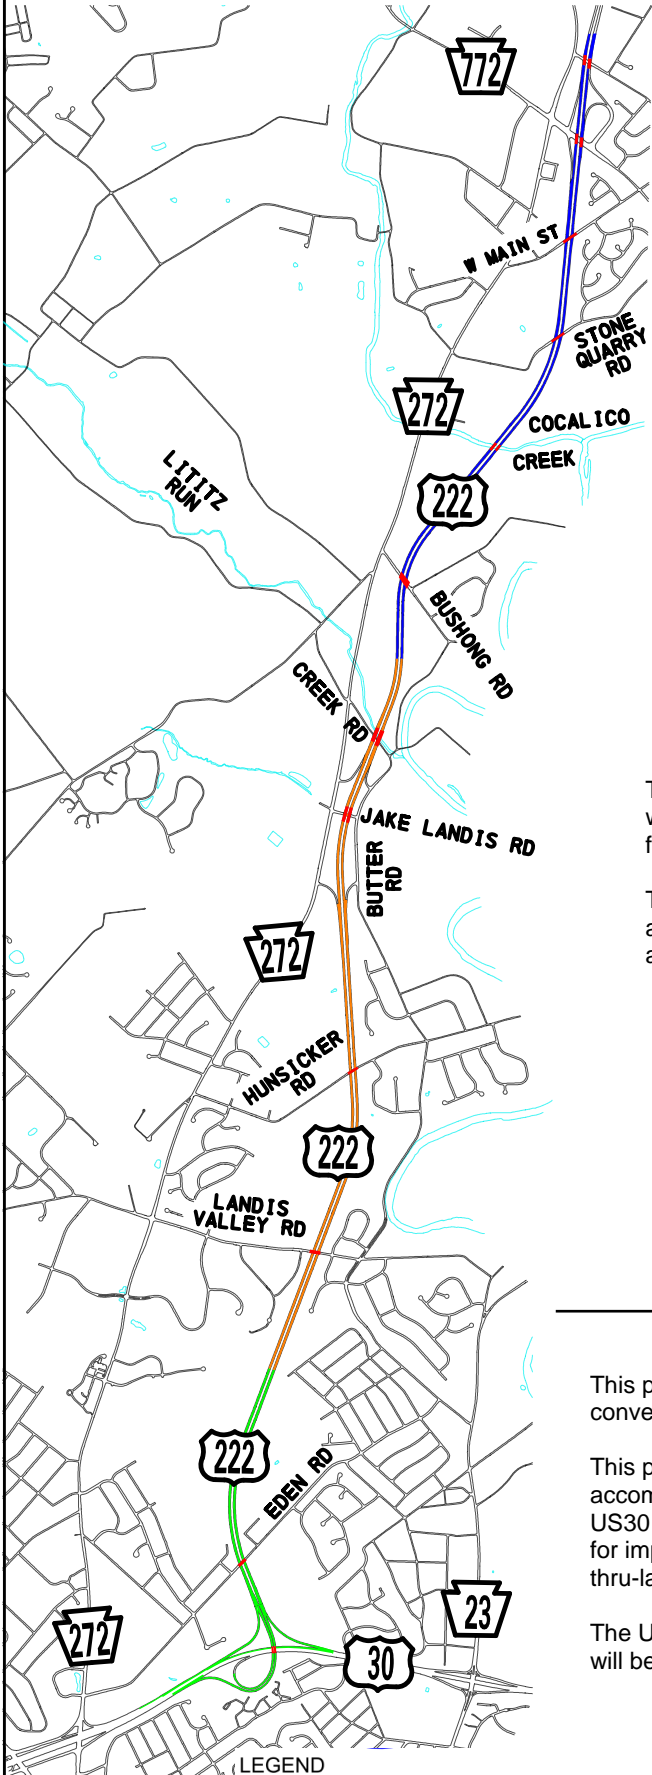 772
W MAIN ST
STONE
QUARRY
RD
272
COCALICO
CREEK
LITITZ
RUN
222
BUSHONG RD
CREEK RD
JAKE LANDIS RD
BUTTER
RD
272
HUNSICKER
RD
222
LANDIS
VALLEY RD
This p
conve
222
EDEN RD
This p
accom
US30
for imp
thru-la
23
272
The U
will be
30
LEGEND